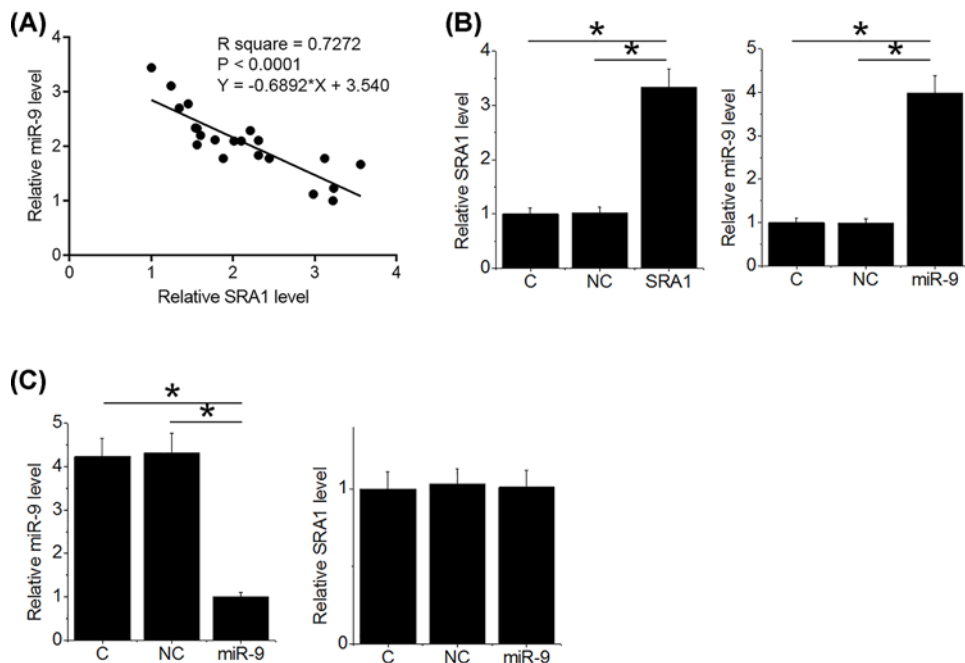 (A)
R square = 0.7272
P < 0.0001
Y = -0.6892*X + 3.540
Relative miR-9 level
4
3
2
1
0
0
1
2
3
4
Relative SRA1 level
(B)
*
*
Relative SRA1 level
4
3
2
1
0
C
NC
SRA1
*
*
Relative miR-9 level
5
4
3
2
1
0
C
NC
miR-9
(C)
*
*
Relative miR-9 level
5
4
3
2
1
0
C
NC
miR-9
Relative SRA1 level
1
0
C
NC
miR-9